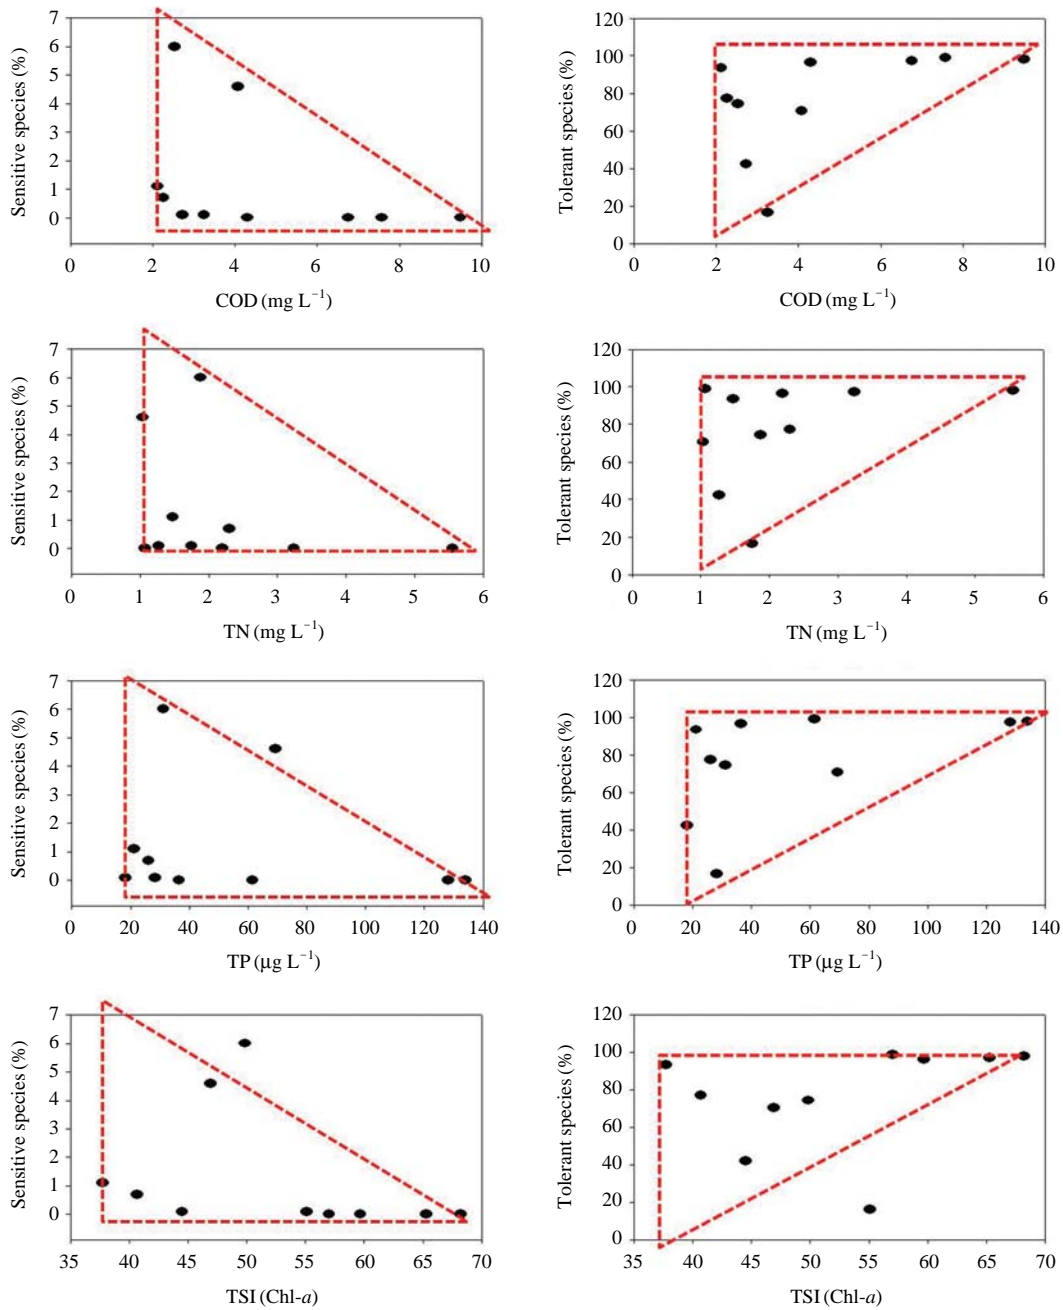 Sensitive species (%)
7
6
5
4
3
2
1
0
0 2 4 6 8 10
COD (mg L⁻¹)
Tolerant species (%)
120
100
80
60
40
20
0
0 2 4 6 8 10
COD (mg L⁻¹)
Sensitive species (%)
7
6
5
4
3
2
1
0
0 1 2 3 4 5 6
TN (mg L⁻¹)
Tolerant species (%)
120
100
80
60
40
20
0
0 1 2 3 4 5 6
TN (mg L⁻¹)
Sensitive species (%)
7
6
5
4
3
2
1
0
0 20 40 60 80 100 120 140
TP (µg L⁻¹)
Tolerant species (%)
120
100
80
60
40
20
0
0 20 40 60 80 100 120 140
TP (µg L⁻¹)
Sensitive species (%)
7
6
5
4
3
2
1
0
35 40 45 50 55 60 65 70
TSI (Chl-a)
Tolerant species (%)
120
100
80
60
40
20
0
35 40 45 50 55 60 65 70
TSI (Chl-a)